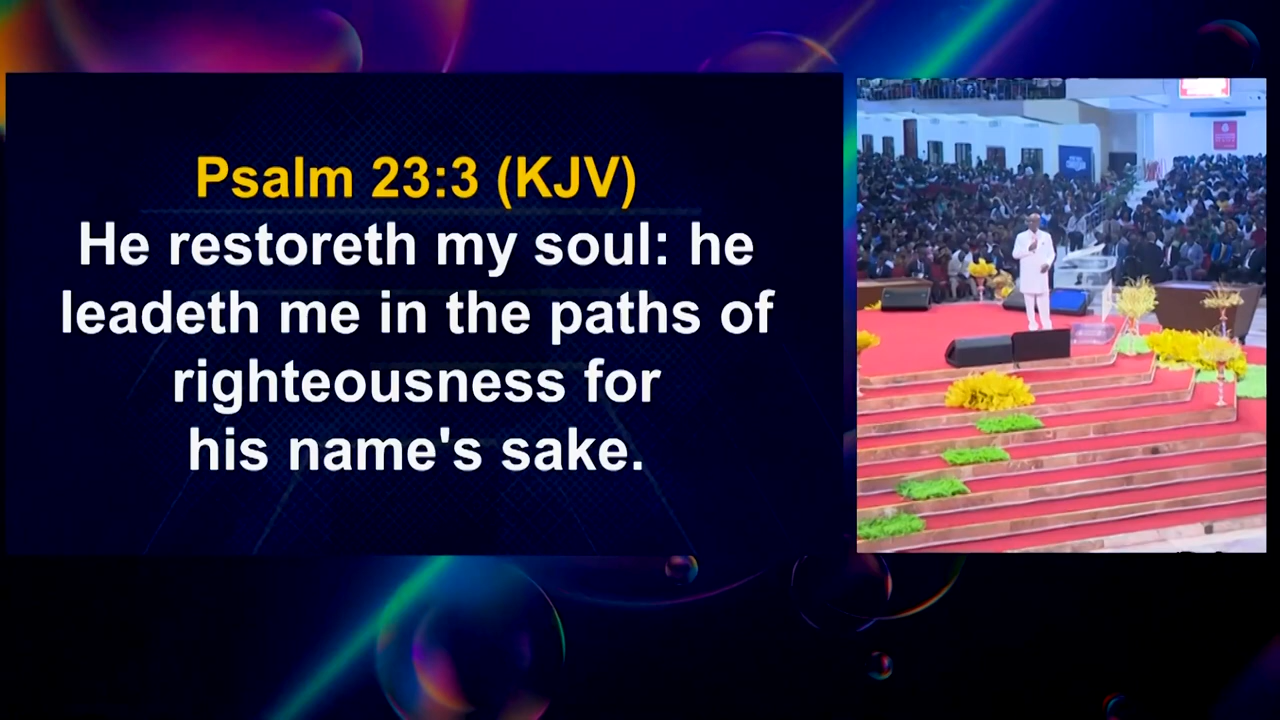 Psalm 23:3 (KJV)
He restoreth my soul: he
leadeth me in the paths of
righteousness for
his name's sake.